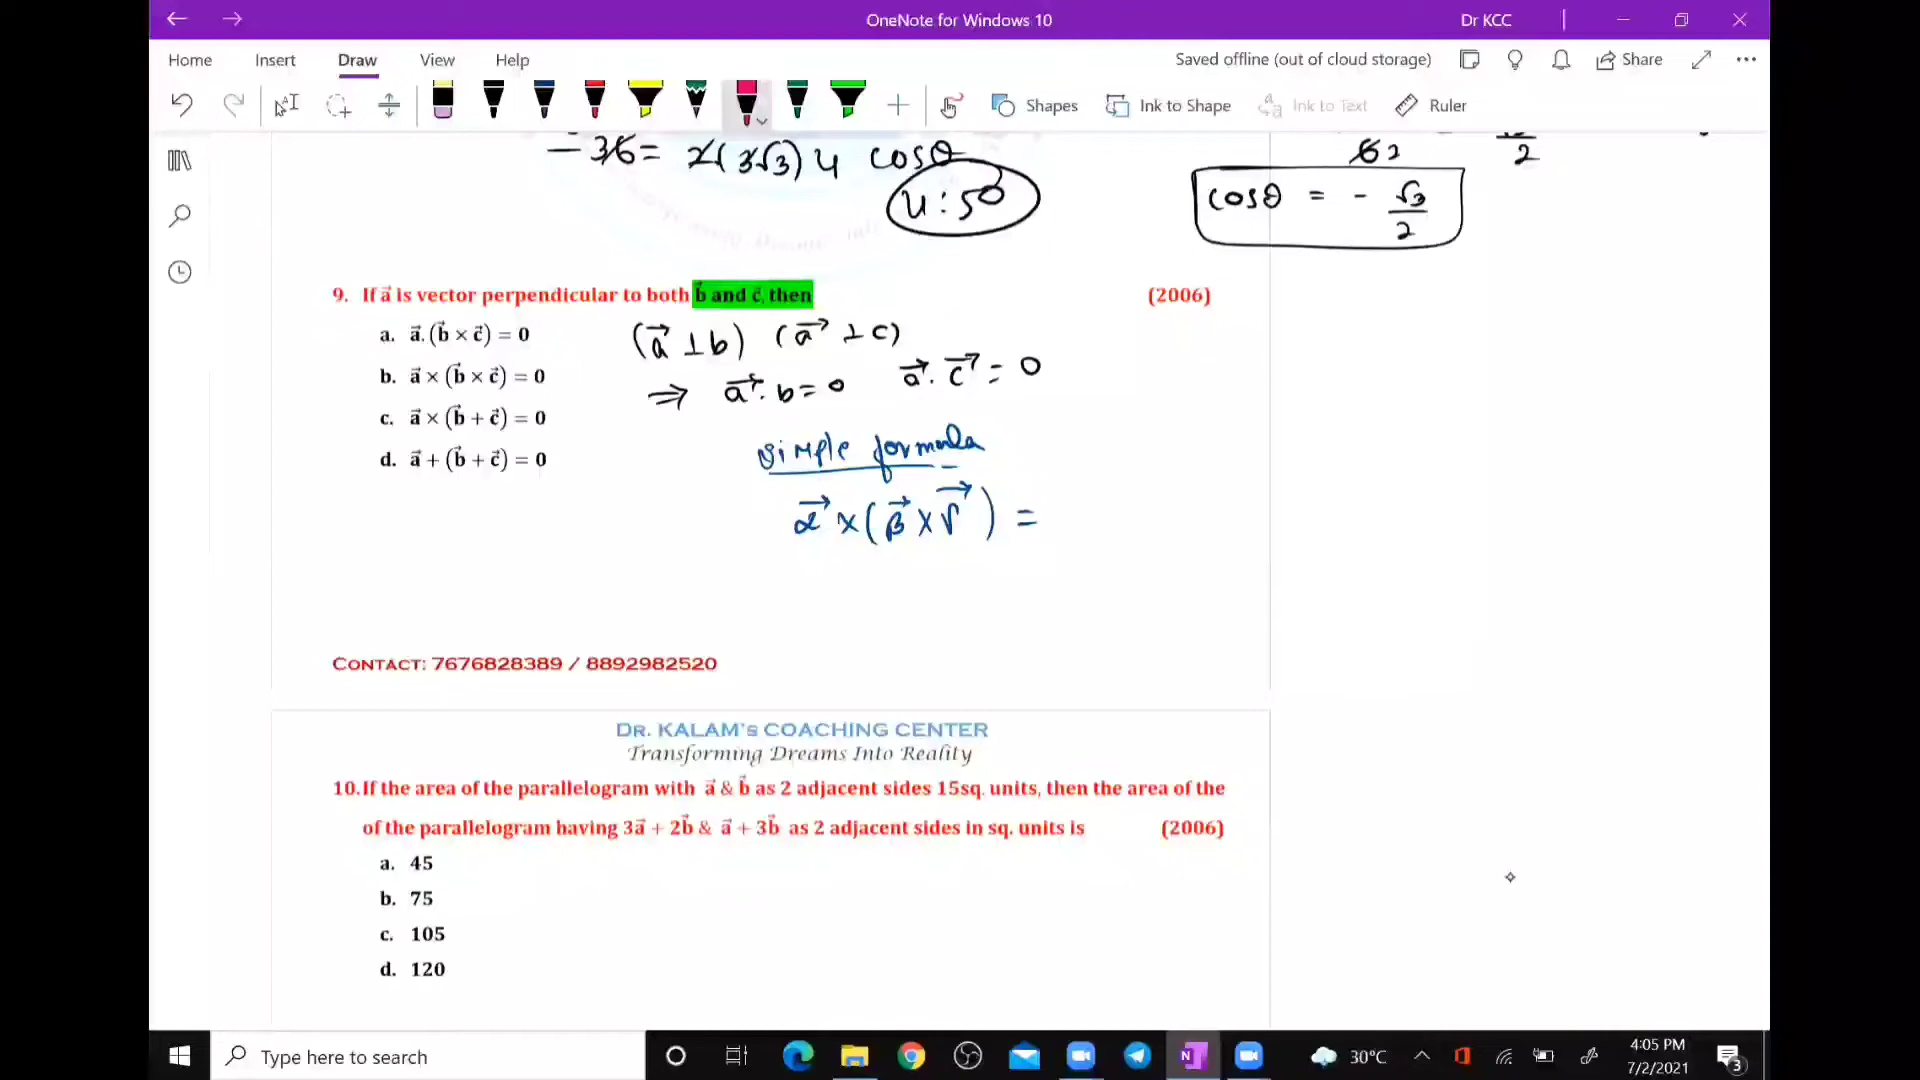 OneNote for Windows 10
Dr KCC
Home Insert Draw View Help
Saved offline (out of cloud storage)
Share
Shapes Ink to Shape Ink to Text Ruler
cosθ
u : 50
62
2
cosθ = - √3/2
9. If a⃗ is vector perpendicular to both b⃗ and c⃗, then (2006)
a. a⃗.(b⃗ × c⃗) = 0
b. a⃗ × (b⃗ × c⃗) = 0
c. a⃗ × (b⃗ + c⃗) = 0
d. a⃗ + (b⃗ + c⃗) = 0
(a⃗ ⊥ b) (a⃗ ⊥ c)
⇒ a⃗. b = 0 a⃗. c⃗ = 0
simple formula
α⃗ × (β⃗ × γ⃗) =
CONTACT: 7676828389 / 8892982520
DR. KALAM's COACHING CENTER
Transforming Dreams Into Reality
10. If the area of the parallelogram with a⃗ & b⃗ as 2 adjacent sides 15sq. units, then the area of the
of the parallelogram having 3a⃗ + 2b⃗ & a⃗ + 3b⃗ as 2 adjacent sides in sq. units is (2006)
a. 45
b. 75
c. 105
d. 120
Type here to search
30°C
4:05 PM
7/2/2021
3